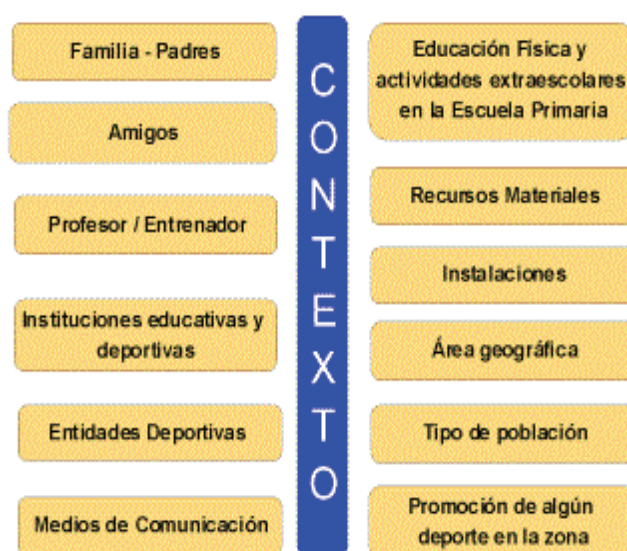 Familia - Padres
Amigos
Profesor / Entrenador
Instituciones educativas y
deportivas
Entidades Deportivas
Medios de Comunicación
CONTEXTO
Educación Física y
actividades extraescolares
en la Escuela Primaria
Recursos Materiales
Instalaciones
Área geográfica
Tipo de población
Promoción de algún
deporte en la zona